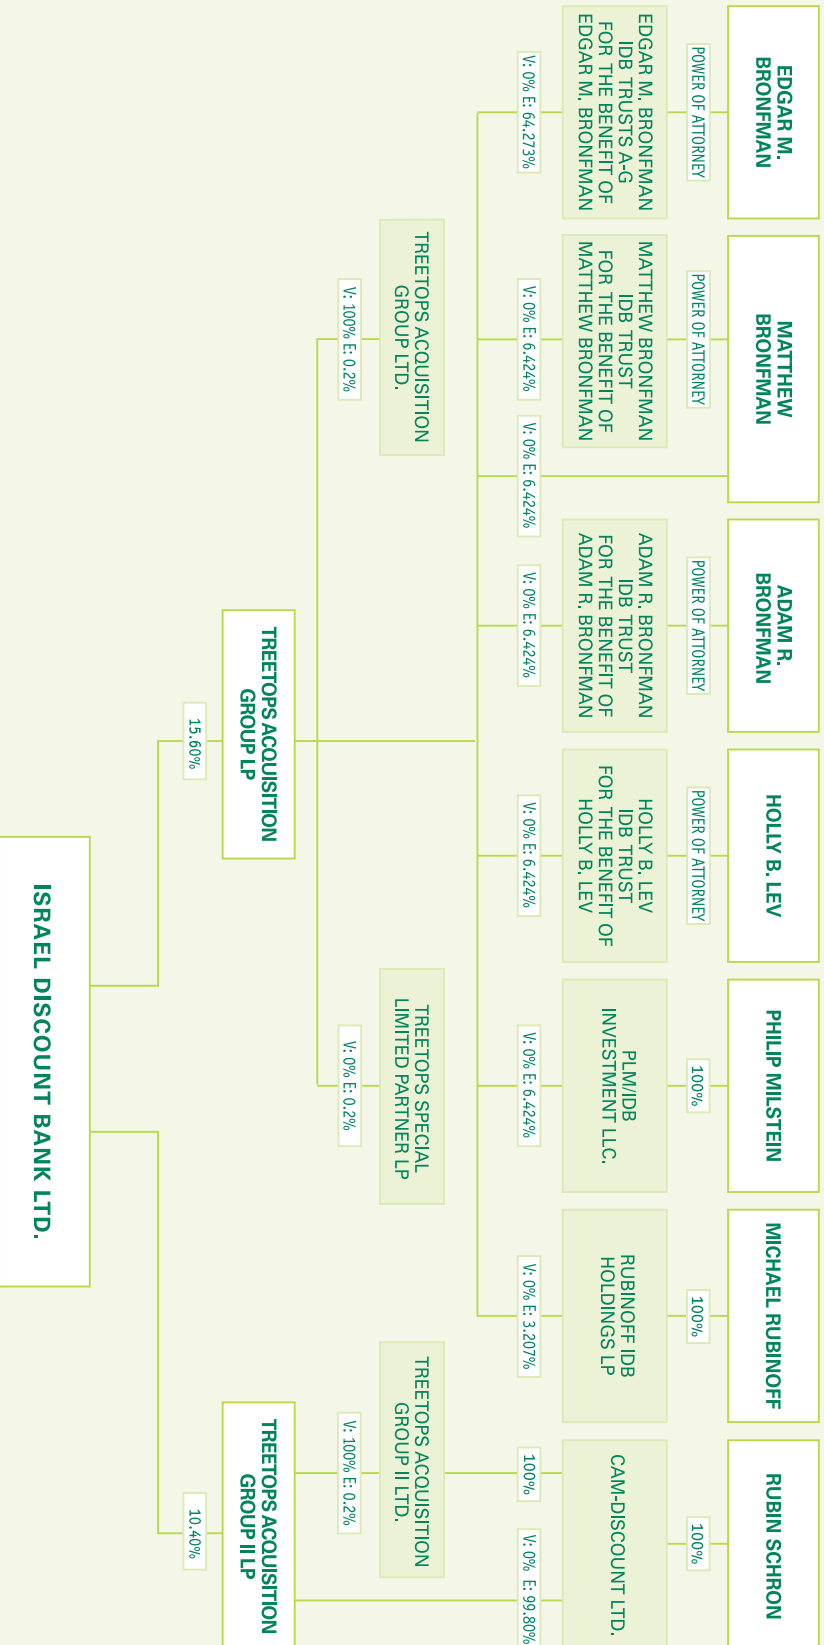 EDGAR M.
BRONFMAN
MATTHEW
BRONFMAN
ADAM R.
BRONFMAN
HOLLY B. LEV
PHILIP MILSTEIN
MICHAEL RUBINOFF
RUBIN SCHRON
POWER OF ATTORNEY
POWER OF ATTORNEY
POWER OF ATTORNEY
POWER OF ATTORNEY
100%
100%
100%
EDGAR M. BRONFMAN
IDB TRUSTS A-G
FOR THE BENEFIT OF
EDGAR M. BRONFMAN
MATTHEW BRONFMAN
IDB TRUST
FOR THE BENEFIT OF
MATTHEW BRONFMAN
ADAM R. BRONFMAN
IDB TRUST
FOR THE BENEFIT OF
ADAM R. BRONFMAN
HOLLY B. LEV
IDB TRUST
FOR THE BENEFIT OF
HOLLY B. LEV
PLM/IDB
INVESTMENT LLC.
RUBINOFF IDB
HOLDINGS LP
CAM-DISCOUNT LTD.
V: 0% E: 64.273%
V: 0% E: 6.424%
V: 0% E: 6.424%
V: 0% E: 6.424%
V: 0% E: 6.424%
V: 0% E: 6.424%
V: 0% E: 3.207%
100%
V: 0% E: 99.80%
TREETOPS ACQUISITION
GROUP LTD.
TREETOPS SPECIAL
LIMITED PARTNER LP
TREETOPS ACQUISITION
GROUP II LTD.
V: 100% E: 0.2%
V: 0% E: 0.2%
V: 100% E: 0.2%
TREETOPS ACQUISITION
GROUP LP
TREETOPS ACQUISITION
GROUP II LP
15.60%
10.40%
ISRAEL DISCOUNT BANK LTD.